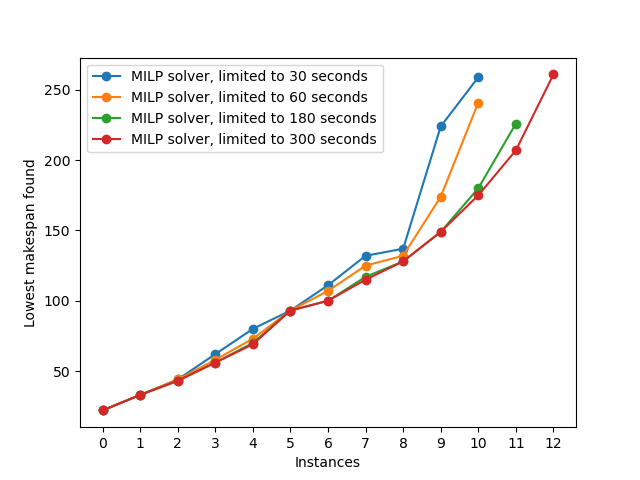 MILP solver, limited to 30 seconds
MILP solver, limited to 60 seconds
MILP solver, limited to 180 seconds
MILP solver, limited to 300 seconds
250
200
150
100
50
Lowest makespan found
0 1 2 3 4 5 6 7 8 9 10 11 12
Instances